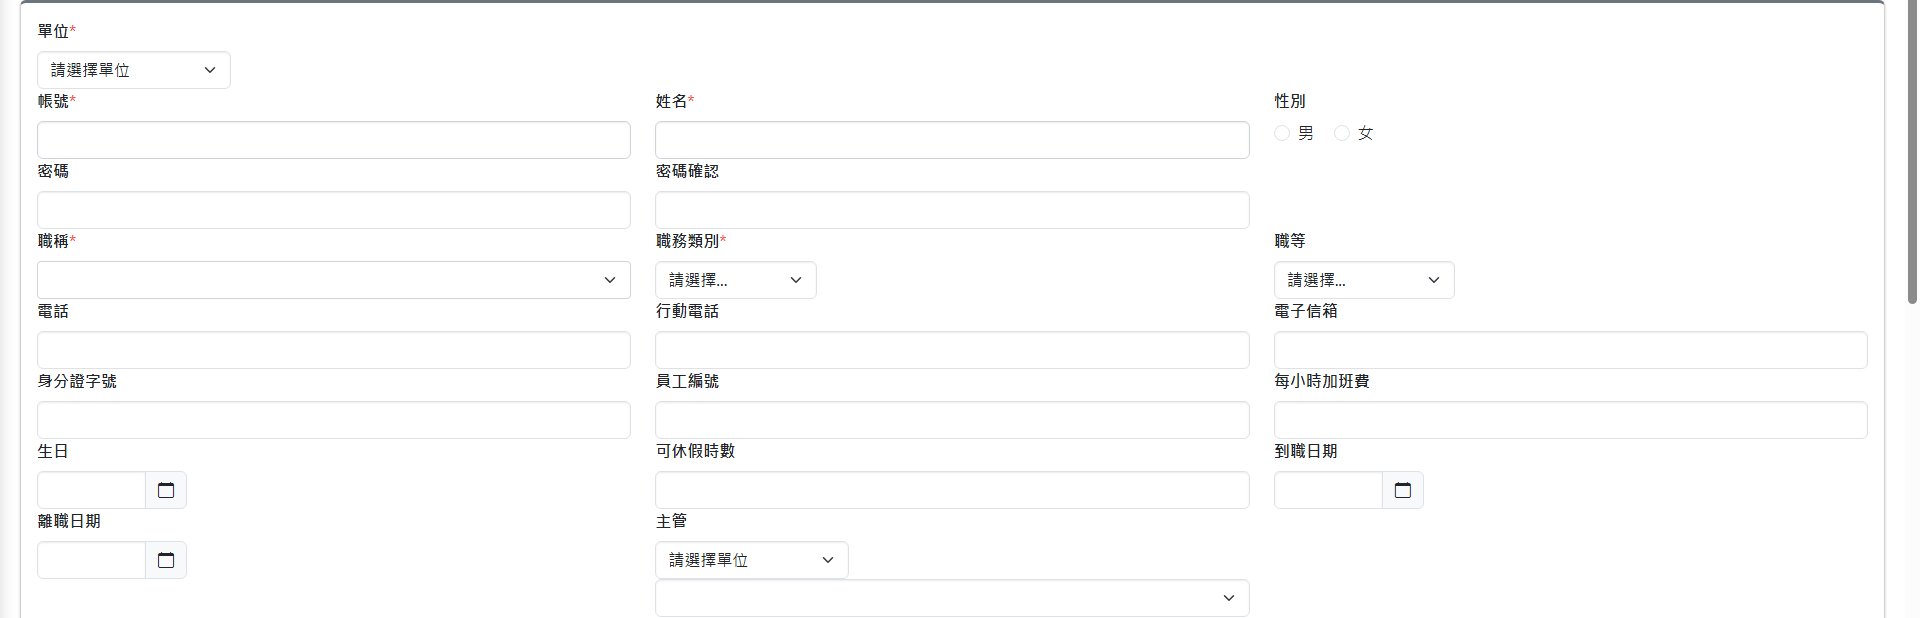 單位*
請選擇單位
帳號* 姓名* 性別
男 女
密碼 密碼確認
職稱* 職務類別* 職等
請選擇... 請選擇...
電話 行動電話 電子信箱
身分證字號 員工編號 每小時加班費
生日 可休假時數 到職日期
離職日期 主管
請選擇單位